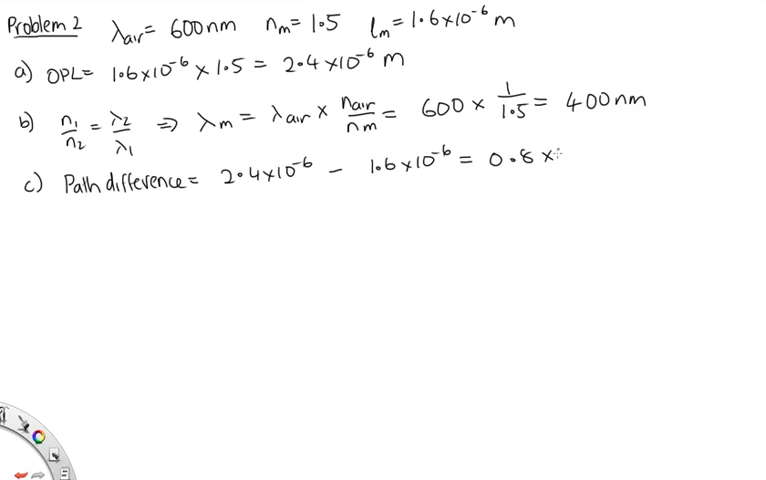 Problem 2 λair = 600nm nm = 1.5 lm = 1.6×10⁻⁶ m
a) OPL = 1.6×10⁻⁶ × 1.5 = 2.4×10⁻⁶ m
b) n₁/n₂ = λ₂/λ₁ ⇒ λm = λair × nair/nm = 600 × 1/1.5 = 400nm
c) Path difference = 2.4×10⁻⁶ − 1.6×10⁻⁶ = 0.8 ×